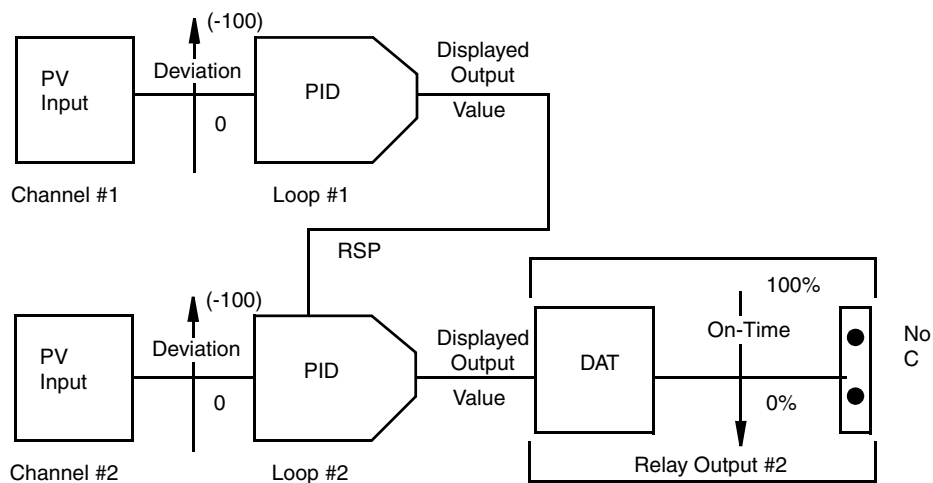 (-100)
PV
Input
Deviation
0
PID
Displayed
Output
Value
Channel #1
Loop #1
RSP
(-100)
PV
Input
Deviation
0
PID
Displayed
Output
Value
DAT
100%
On-Time
0%
No
C
Channel #2
Loop #2
Relay Output #2